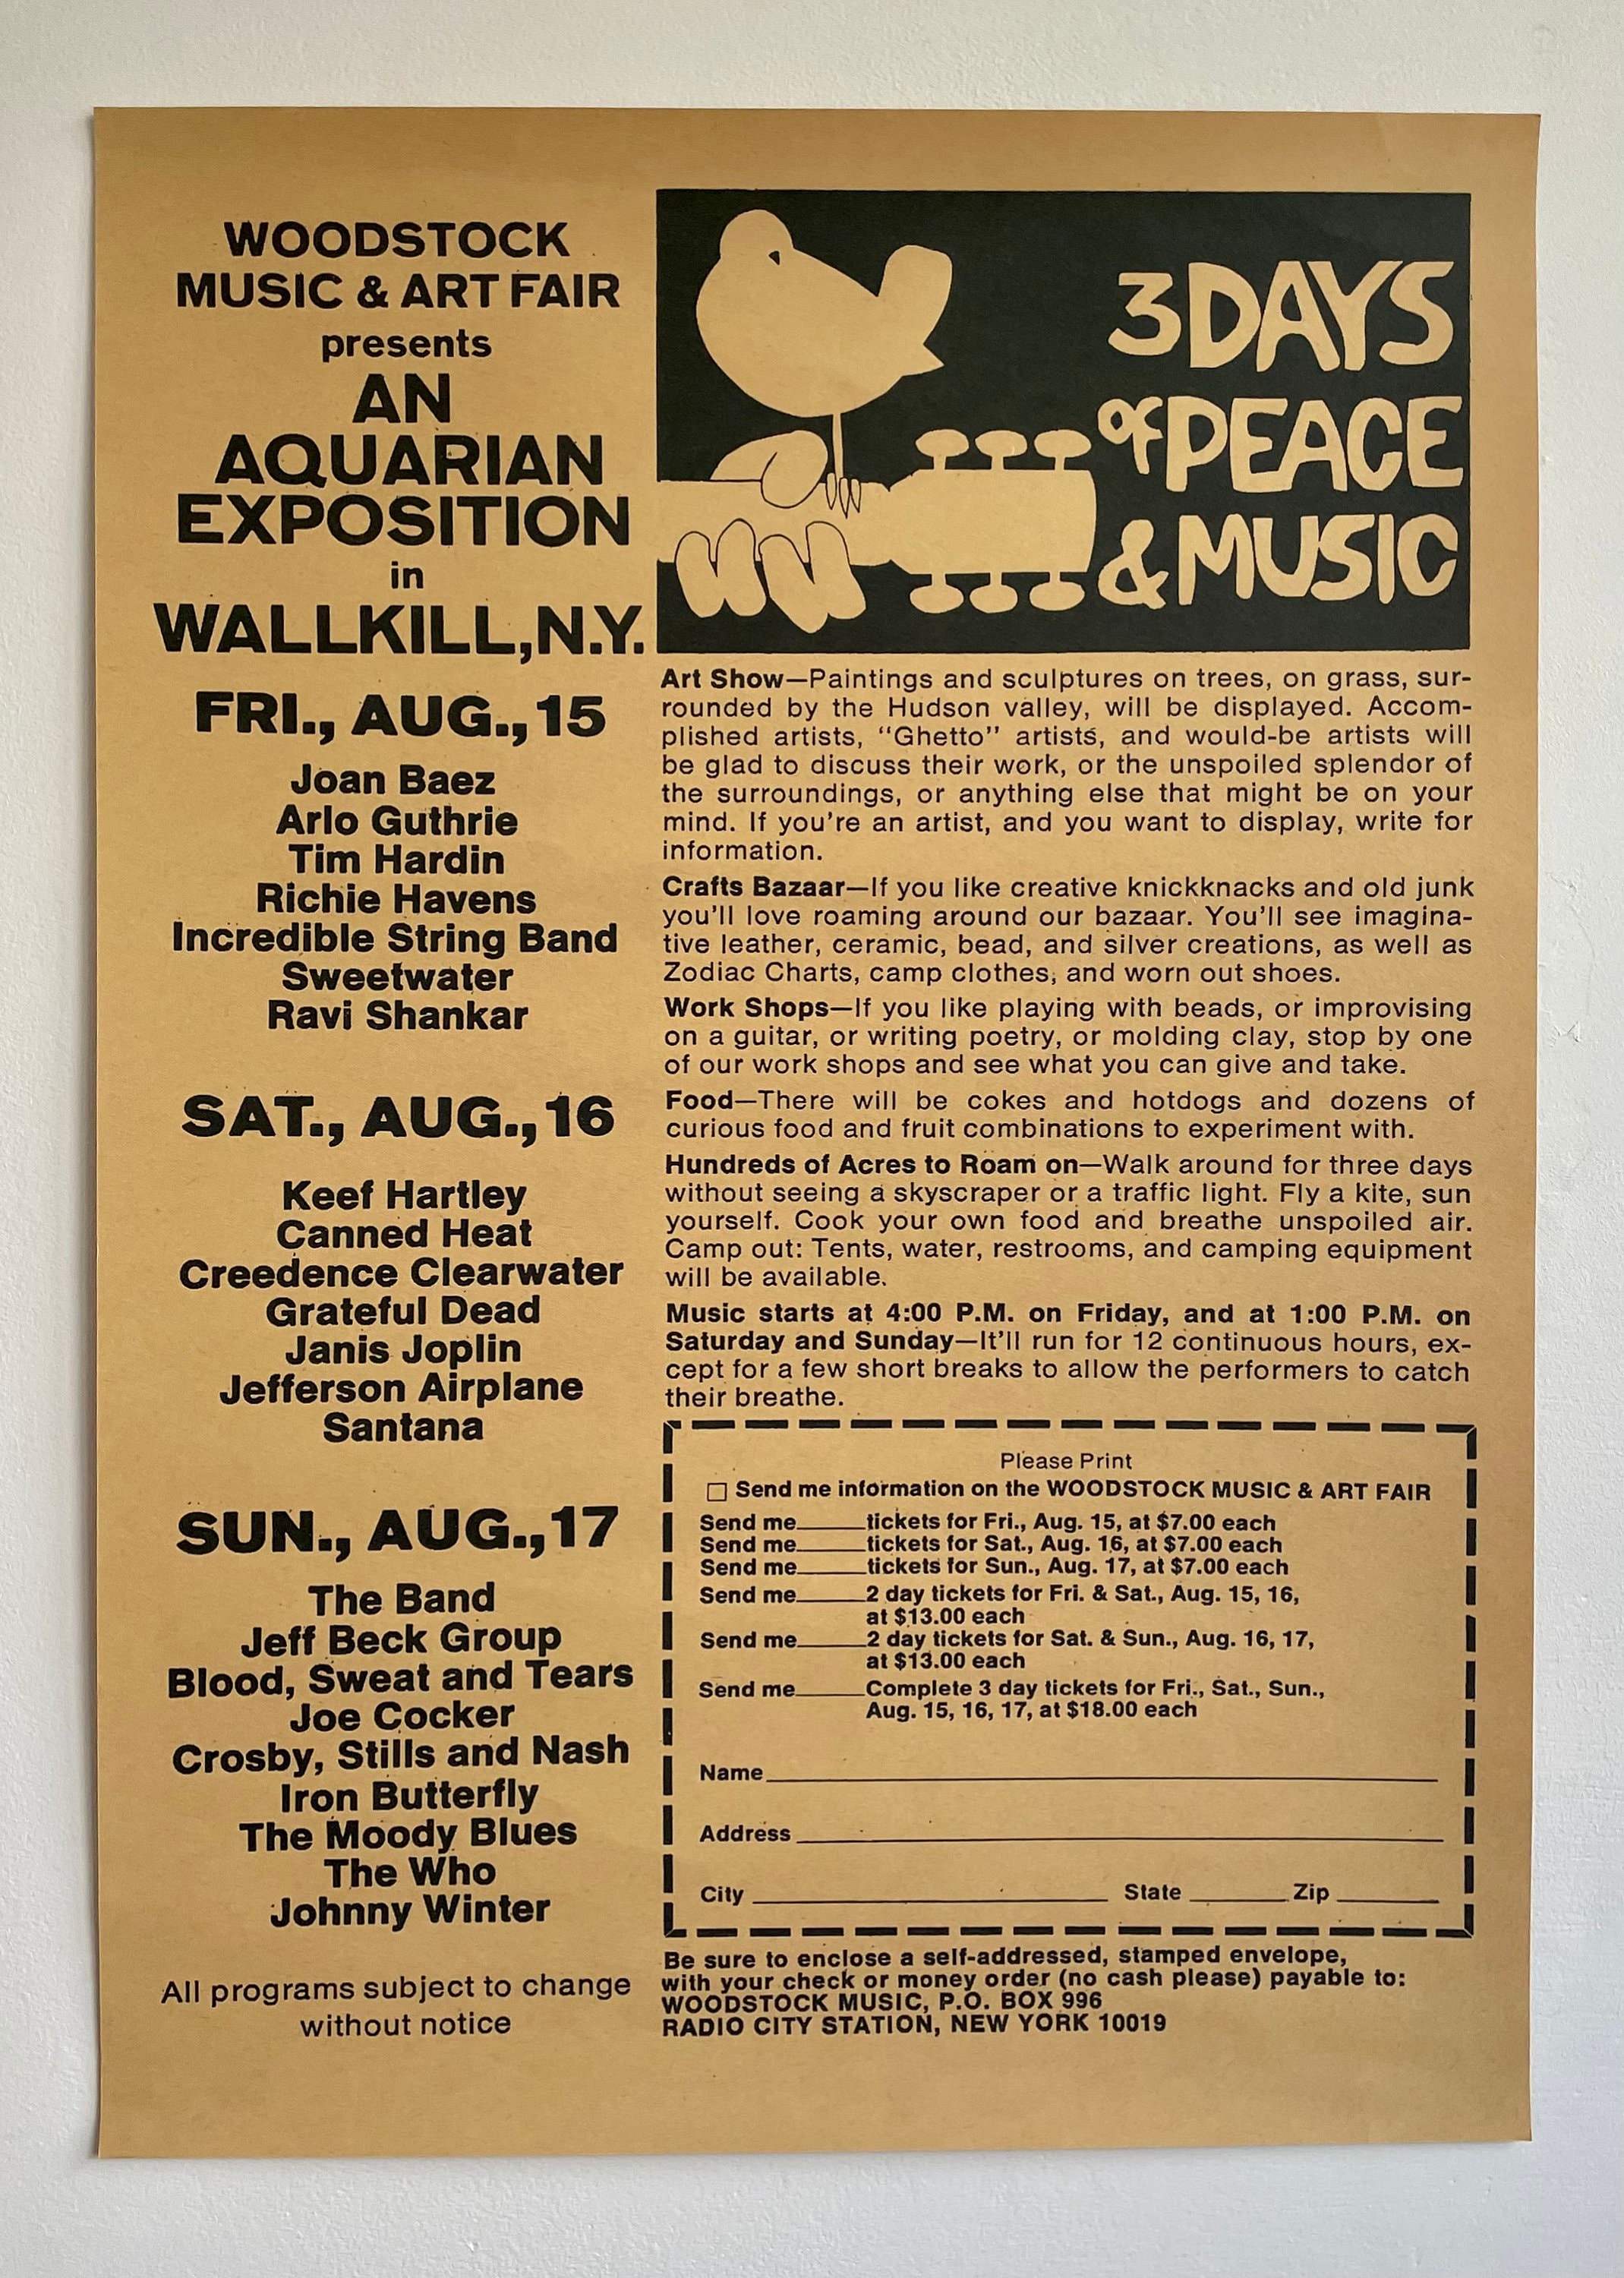 WOODSTOCK
MUSIC & ART FAIR
presents
AN
AQUARIAN
EXPOSITION
in
WALLKILL, N.Y.
FRI., AUG., 15
Joan Baez
Arlo Guthrie
Tim Hardin
Richie Havens
Incredible String Band
Sweetwater
Ravi Shankar
SAT., AUG., 16
Keef Hartley
Canned Heat
Creedence Clearwater
Grateful Dead
Janis Joplin
Jefferson Airplane
Santana
SUN., AUG., 17
The Band
Jeff Beck Group
Blood, Sweat and Tears
Joe Cocker
Crosby, Stills and Nash
Iron Butterfly
The Moody Blues
The Who
Johnny Winter
All programs subject to change
without notice
3 DAYS
of PEACE
& MUSIC
Art Show—Paintings and sculptures on trees, on grass, sur-
rounded by the Hudson valley, will be displayed. Accom-
plished artists, “Ghetto” artists, and would-be artists will
be glad to discuss their work, or the unspoiled splendor of
the surroundings, or anything else that might be on your
mind. If you're an artist, and you want to display, write for
information.
Crafts Bazaar—If you like creative knickknacks and old junk
you'll love roaming around our bazaar. You'll see imagina-
tive leather, ceramic, bead, and silver creations, as well as
Zodiac Charts, camp clothes, and worn out shoes.
Work Shops—If you like playing with beads, or improvising
on a guitar, or writing poetry, or molding clay, stop by one
of our work shops and see what you can give and take.
Food—There will be cokes and hotdogs and dozens of
curious food and fruit combinations to experiment with.
Hundreds of Acres to Roam on—Walk around for three days
without seeing a skyscraper or a traffic light. Fly a kite, sun
yourself. Cook your own food and breathe unspoiled air.
Camp out: Tents, water, restrooms, and camping equipment
will be available.
Music starts at 4:00 P.M. on Friday, and at 1:00 P.M. on
Saturday and Sunday—It'll run for 12 continuous hours, ex-
cept for a few short breaks to allow the performers to catch
their breathe.
Please Print
☐ Send me information on the WOODSTOCK MUSIC & ART FAIR
Send me______tickets for Fri., Aug. 15, at $7.00 each
Send me______tickets for Sat., Aug. 16, at $7.00 each
Send me______tickets for Sun., Aug. 17, at $7.00 each
Send me______2 day tickets for Fri. & Sat., Aug. 15, 16,
at $13.00 each
Send me______2 day tickets for Sat. & Sun., Aug. 16, 17,
at $13.00 each
Send me______Complete 3 day tickets for Fri., Sat., Sun.,
Aug. 15, 16, 17, at $18.00 each
Name
Address
City State Zip
Be sure to enclose a self-addressed, stamped envelope,
with your check or money order (no cash please) payable to:
WOODSTOCK MUSIC, P.O. BOX 996
RADIO CITY STATION, NEW YORK 10019